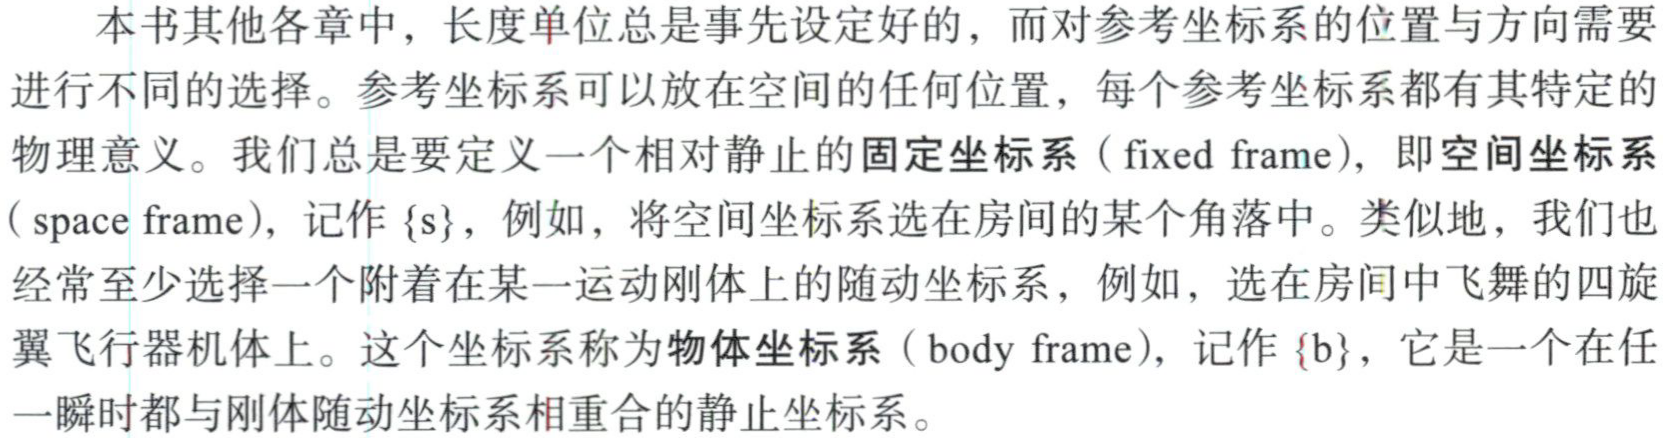 本书其他各章中，长度单位总是事先设定好的，而对参考坐标系的位置与方向需要
进行不同的选择。参考坐标系可以放在空间的任何位置，每个参考坐标系都有其特定的
物理意义。我们总是要定义一个相对静止的固定坐标系（fixed frame），即空间坐标系
（space frame），记作 {s}，例如，将空间坐标系选在房间的某个角落中。类似地，我们也
经常至少选择一个附着在某一运动刚体上的随动坐标系，例如，选在房间中飞舞的四旋
翼飞行器机体上。这个坐标系称为物体坐标系（body frame），记作 {b}，它是一个在任
一瞬时都与刚体随动坐标系相重合的静止坐标系。